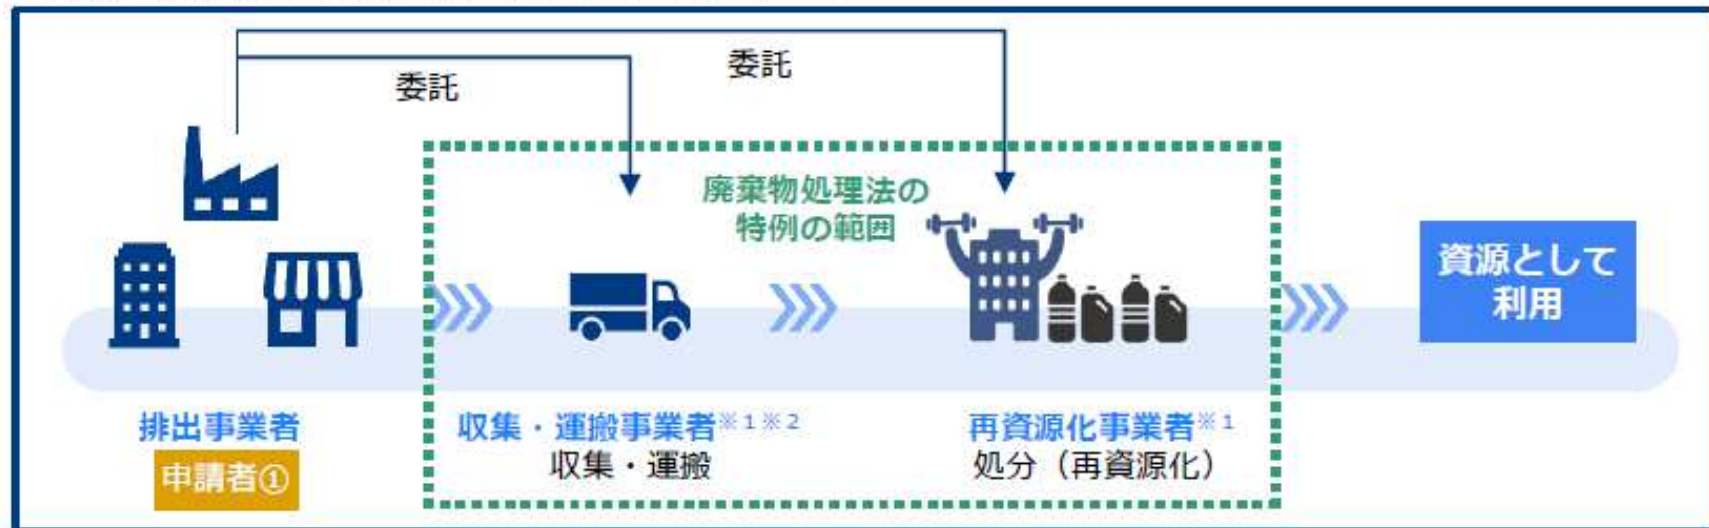 委託
委託
廃棄物処理法の
特例の範囲
資源として
利用
排出事業者
申請者①
収集・運搬事業者※1※2
収集・運搬
再資源化事業者※1
処分（再資源化）